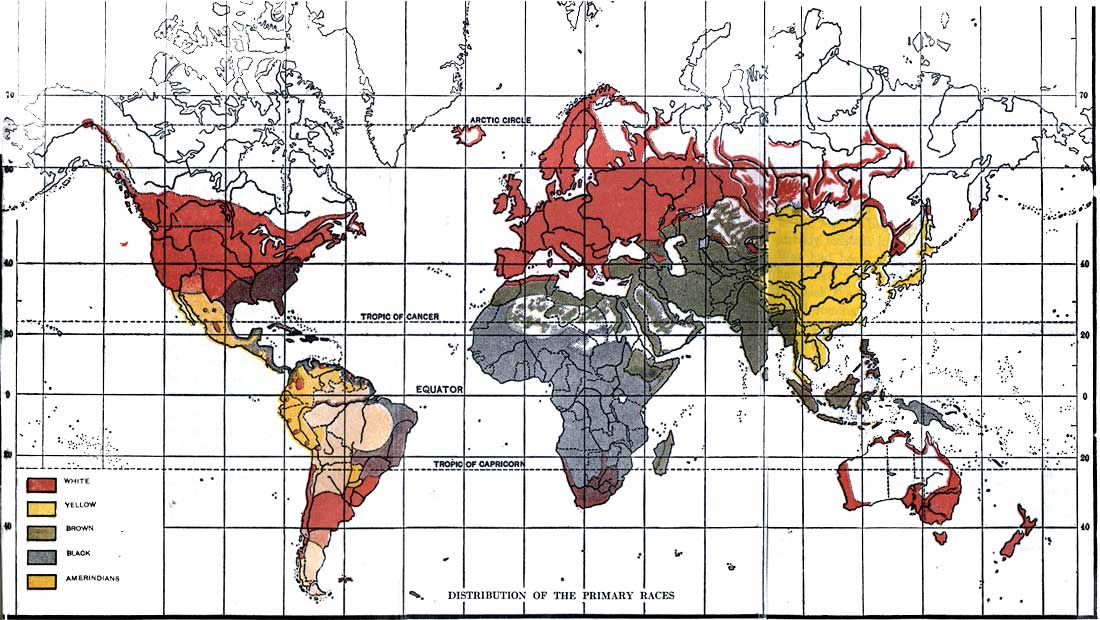 70
70
ARCTIC CIRCLE
60
60
40
40
TROPIC OF CANCER
20
20
EQUATOR
0
0
20
20
TROPIC OF CAPRICORN
WHITE
YELLOW
40
40
BROWN
BLACK
AMERINDIANS
DISTRIBUTION OF THE PRIMARY RACES